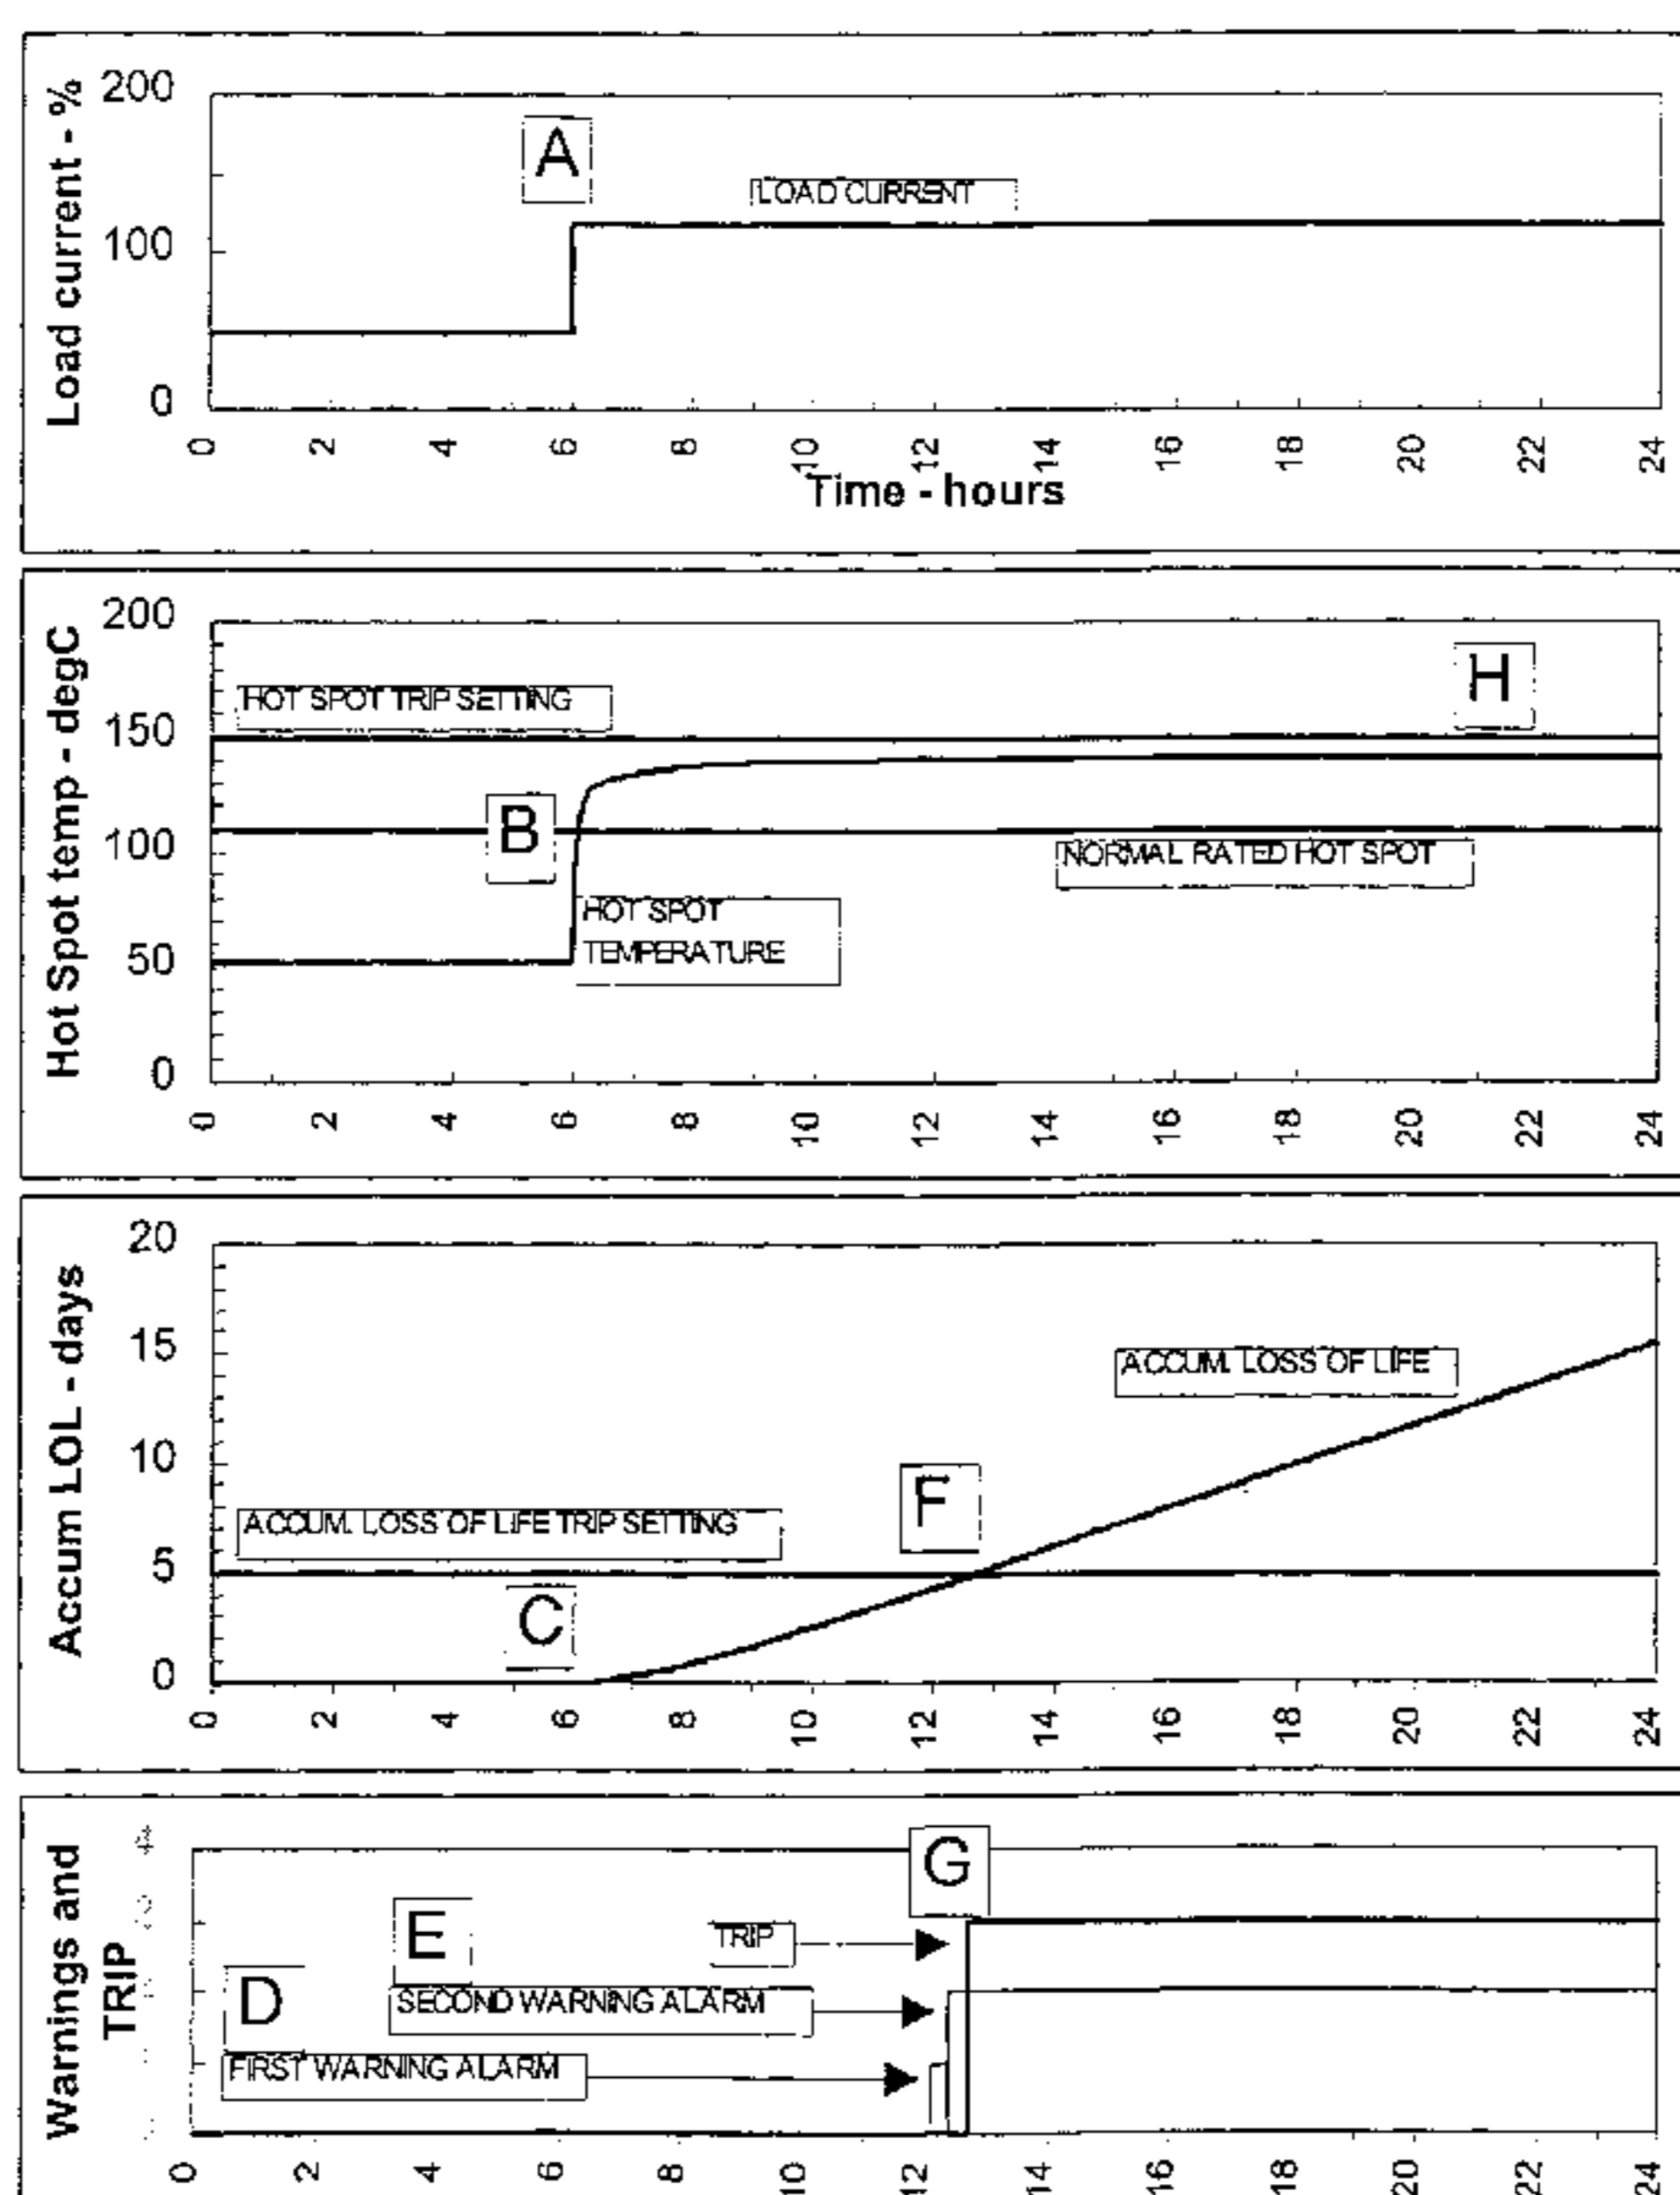 Load current - %
200
100
0
A
LOAD CURRENT
0 2 4 6 8 10 12 14 16 18 20 22 24
Time - hours
Hot Spot temp - degC
200
150
100
50
0
HOT SPOT TRIP SETTING
H
B
NORMAL RATED HOT SPOT
HOT SPOT
TEMPERATURE
0 2 4 6 8 10 12 14 16 18 20 22 24
Accum LOL - days
20
15
10
5
0
ACCUM. LOSS OF LIFE
F
ACCUM. LOSS OF LIFE TRIP SETTING
C
0 2 4 6 8 10 12 14 16 18 20 22 24
Warnings and
TRIP
4
G
E
TRIP
D
SECOND WARNING ALARM
FIRST WARNING ALARM
0 2 4 6 8 10 12 14 16 18 20 22 24